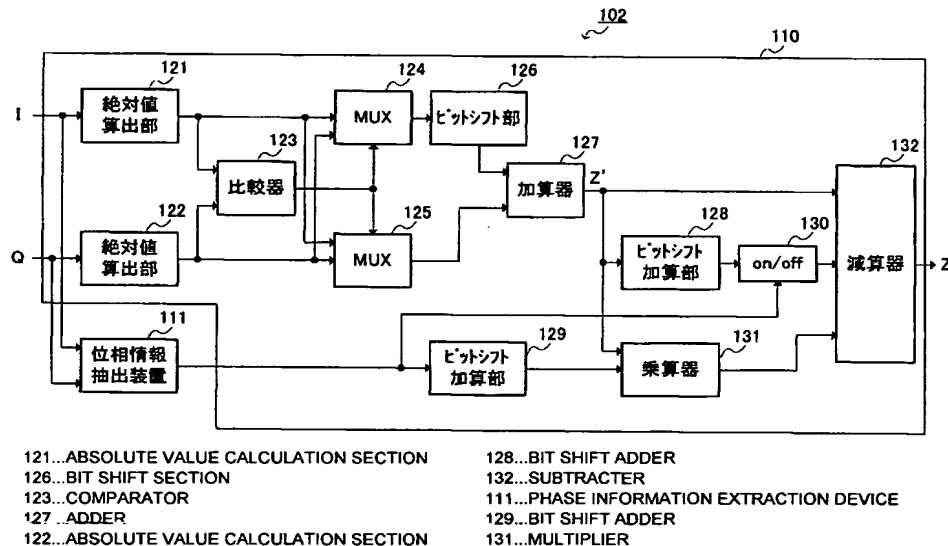 102
110
121
絶対値
算出部
I
124
MUX
126
ビットシフト部
123
比較器
127
加算器
Z'
132
減算器
Z
122
絶対値
算出部
Q
125
MUX
128
ビットシフト
加算部
130
on/off
111
位相情報
抽出装置
129
ビットシフト
加算部
131
乗算器
121...ABSOLUTE VALUE CALCULATION SECTION
126...BIT SHIFT SECTION
123...COMPARATOR
127...ADDER
122...ABSOLUTE VALUE CALCULATION SECTION
128...BIT SHIFT ADDER
132...SUBTRACTER
111...PHASE INFORMATION EXTRACTION DEVICE
129...BIT SHIFT ADDER
131...MULTIPLIER